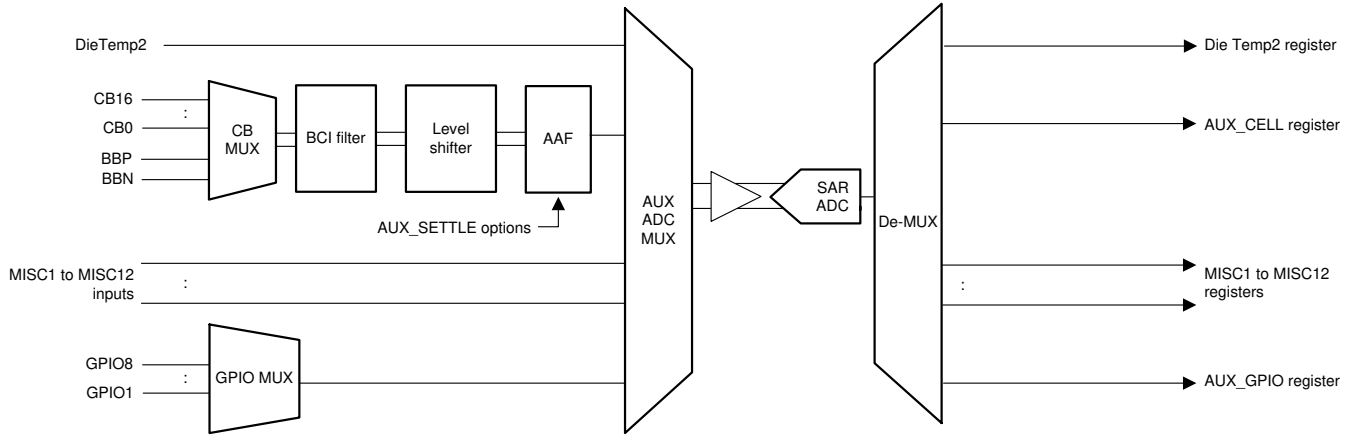 DieTemp2
CB16
:
CB0
BBP
BBN
CB
MUX
BCI filter
Level
shifter
AAF
AUX_SETTLE options
MISC1 to MISC12
inputs
:
GPIO8
:
GPIO1
GPIO MUX
AUX
ADC
MUX
SAR
ADC
De-MUX
Die Temp2 register
AUX_CELL register
:
MISC1 to MISC12
registers
AUX_GPIO register